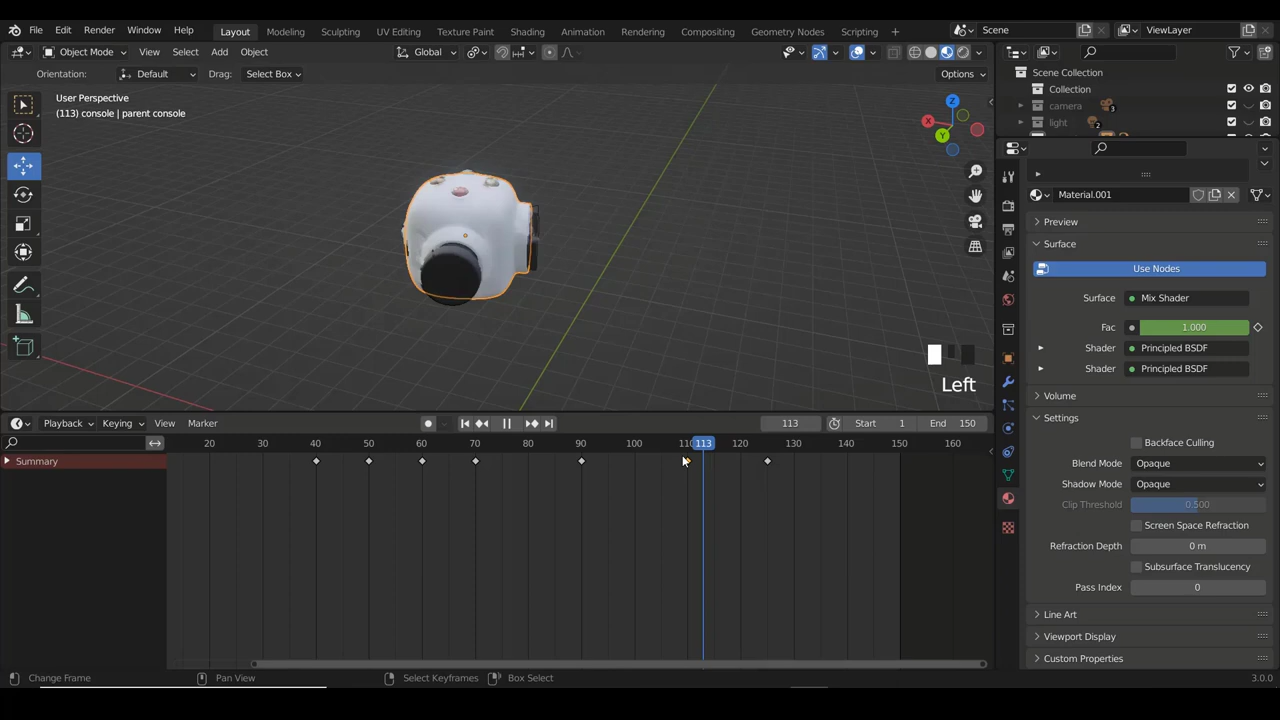 File Edit Render Window Help Layout Modeling Sculpting UV Editing Texture Paint Shading Animation Rendering Compositing Geometry Nodes Scripting Scene ViewLayer
Object Mode View Select Add Object Global
Orientation: Default Drag: Select Box Options
User Perspective
(113) console | parent console
Z
X
Y
Left
Scene Collection
Collection
camera 3
light 2
Material.001
Preview
Surface
Use Nodes
Surface Mix Shader
Fac 1.000
Shader Principled BSDF
Shader Principled BSDF
Volume
Settings
Backface Culling
Blend Mode Opaque
Shadow Mode Opaque
Clip Threshold 0.500
Screen Space Refraction
Refraction Depth 0 m
Subsurface Translucency
Pass Index 0
Line Art
Viewport Display
Custom Properties
Playback Keying View Marker 113 Start 1 End 150
20 40 50 60 70 80 90 100 110 113 120 130 140 150 160
Summary
Change Frame Pan View Select Keyframes Box Select 3.0.0